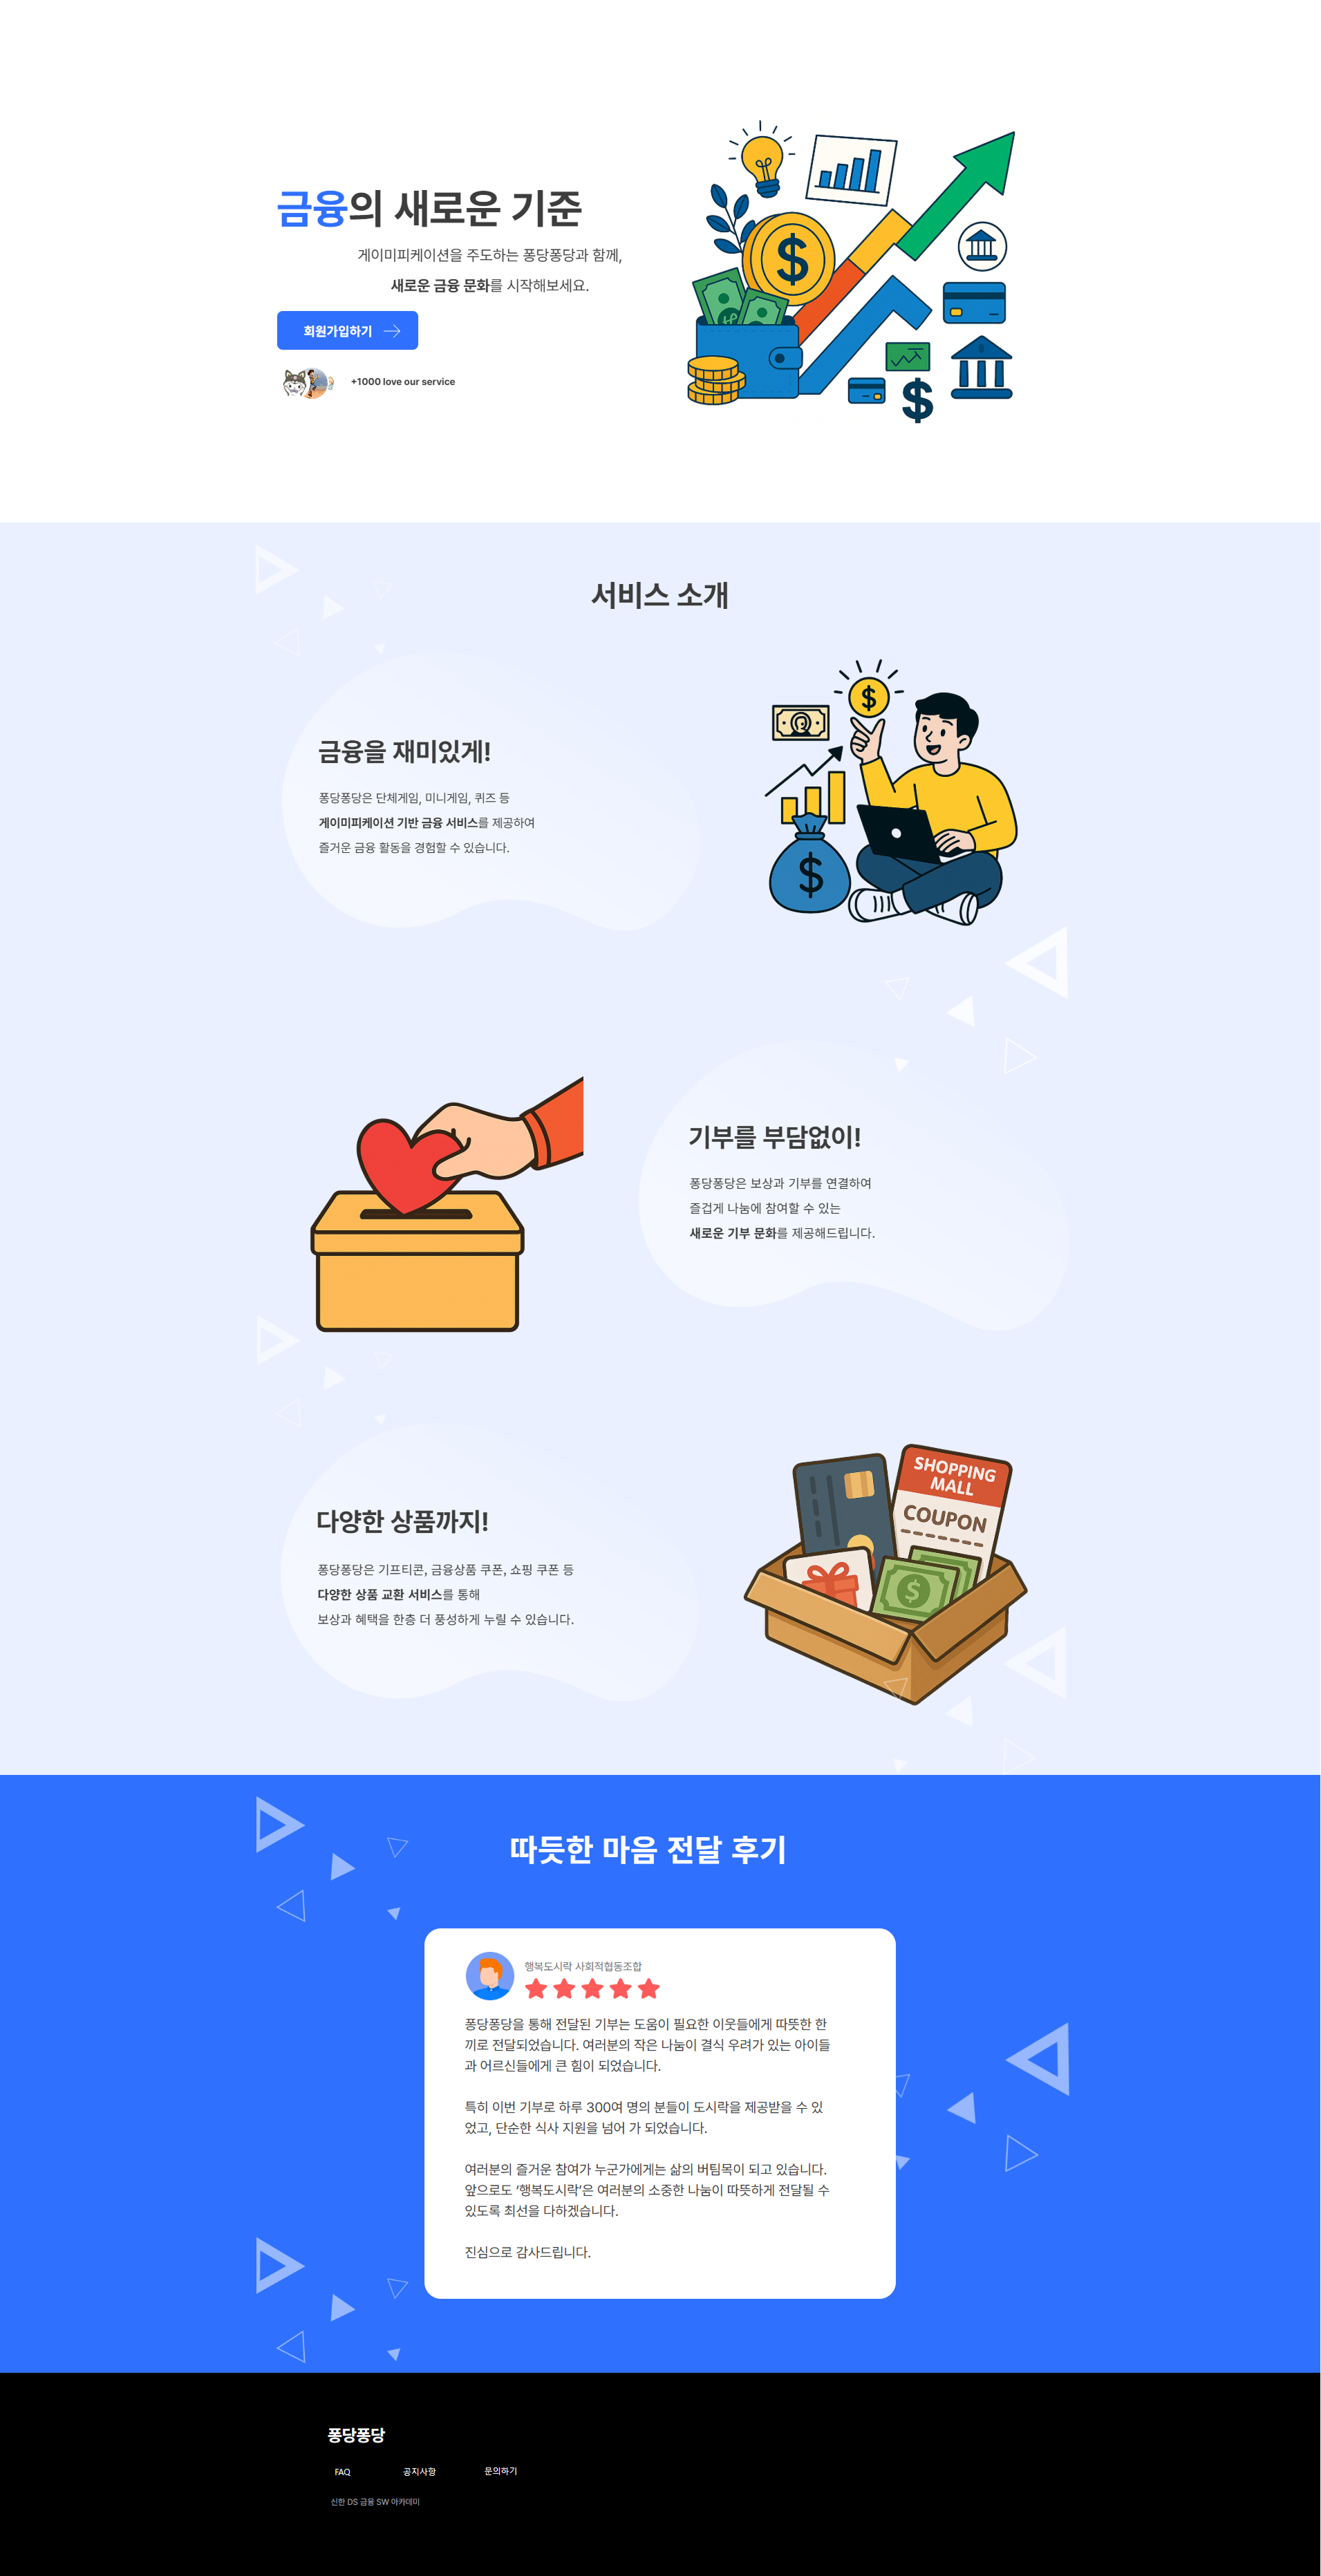 금융의 새로운 기준
게이미피케이션을 주도하는 퐁당퐁당과 함께,
새로운 금융 문화를 시작해보세요.
회원가입하기
+1000 love our service
서비스 소개
금융을 재미있게!
퐁당퐁당은 단체게임, 미니게임, 퀴즈 등
게이미피케이션 기반 금융 서비스를 제공하여
즐거운 금융 활동을 경험할 수 있습니다.
기부를 부담없이!
퐁당퐁당은 보상과 기부를 연결하여
즐겁게 나눔에 참여할 수 있는
새로운 기부 문화를 제공해드립니다.
SHOPPING
MALL
COUPON
다양한 상품까지!
퐁당퐁당은 기프티콘, 금융상품 쿠폰, 쇼핑 쿠폰 등
다양한 상품 교환 서비스를 통해
보상과 혜택을 한층 더 풍성하게 누릴 수 있습니다.
따듯한 마음 전달 후기
행복도시락 사회적협동조합
퐁당퐁당을 통해 전달된 기부는 도움이 필요한 이웃들에게 따뜻한 한
끼로 전달되었습니다. 여러분의 작은 나눔이 결식 우려가 있는 아이들
과 어르신들에게 큰 힘이 되었습니다.
특히 이번 기부로 하루 300여 명의 분들이 도시락을 제공받을 수 있
었고, 단순한 식사 지원을 넘어 가 되었습니다.
여러분의 즐거운 참여가 누군가에게는 삶의 버팀목이 되고 있습니다.
앞으로도 ‘행복도시락’은 여러분의 소중한 나눔이 따뜻하게 전달될 수
있도록 최선을 다하겠습니다.
진심으로 감사드립니다.
퐁당퐁당
FAQ 공지사항 문의하기
신한 DS 금융 SW 아카데미